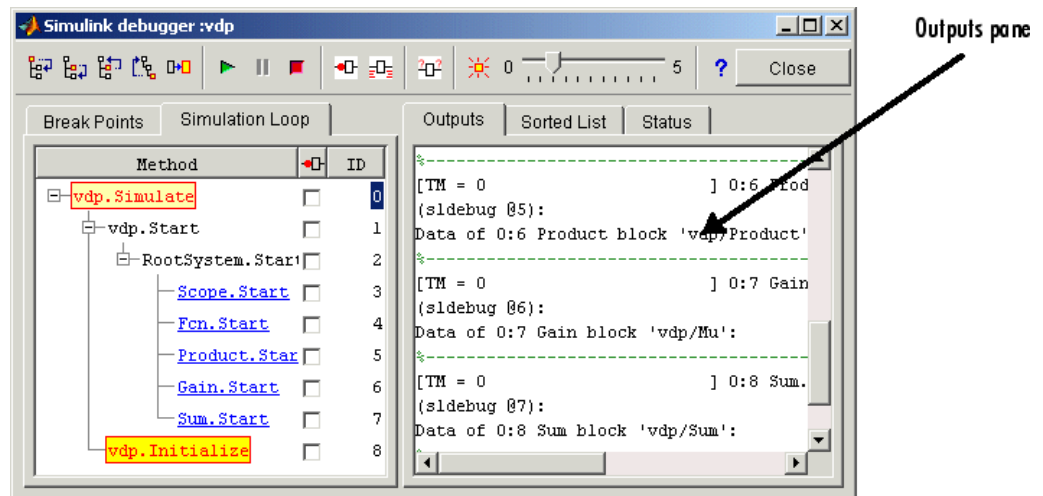 Simulink debugger :vdp
Outputs pane
0 5 ? Close
Break Points Simulation Loop
Outputs Sorted List Status
Method ID
vdp.Simulate 0
vdp.Start 1
RootSystem.Start 2
Scope.Start 3
Fcn.Start 4
Product.Star 5
Gain.Start 6
Sum.Start 7
vdp.Initialize 8
%---------------------------------------
[TM = 0 ] 0:6 Prod
(sldebug @5):
Data of 0:6 Product block 'vdp/Product'
%---------------------------------------
[TM = 0 ] 0:7 Gain
(sldebug @6):
Data of 0:7 Gain block 'vdp/Mu':
%---------------------------------------
[TM = 0 ] 0:8 Sum.
(sldebug @7):
Data of 0:8 Sum block 'vdp/Sum':